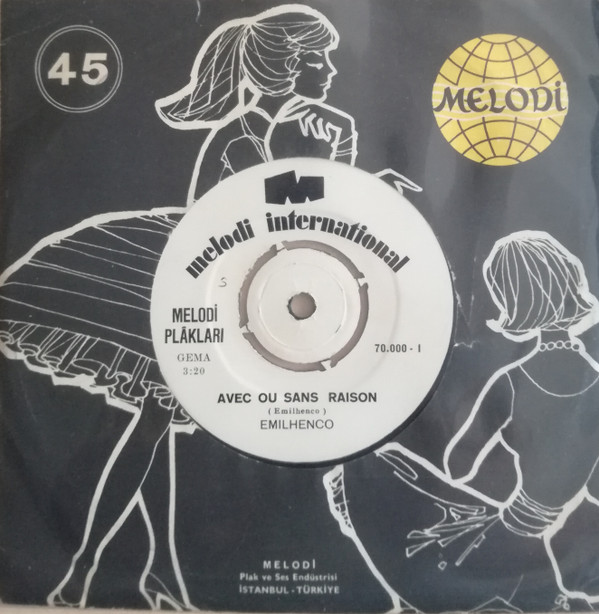 45
MELODİ
M
melodi international
S
MELODİ
PLÂKLARI
GEMA
3:20
70.000 - 1
AVEC OU SANS RAISON
( Emilhenco )
EMILHENCO
MELODİ
Plak ve Ses Endüstrisi
İSTANBUL - TÜRKİYE